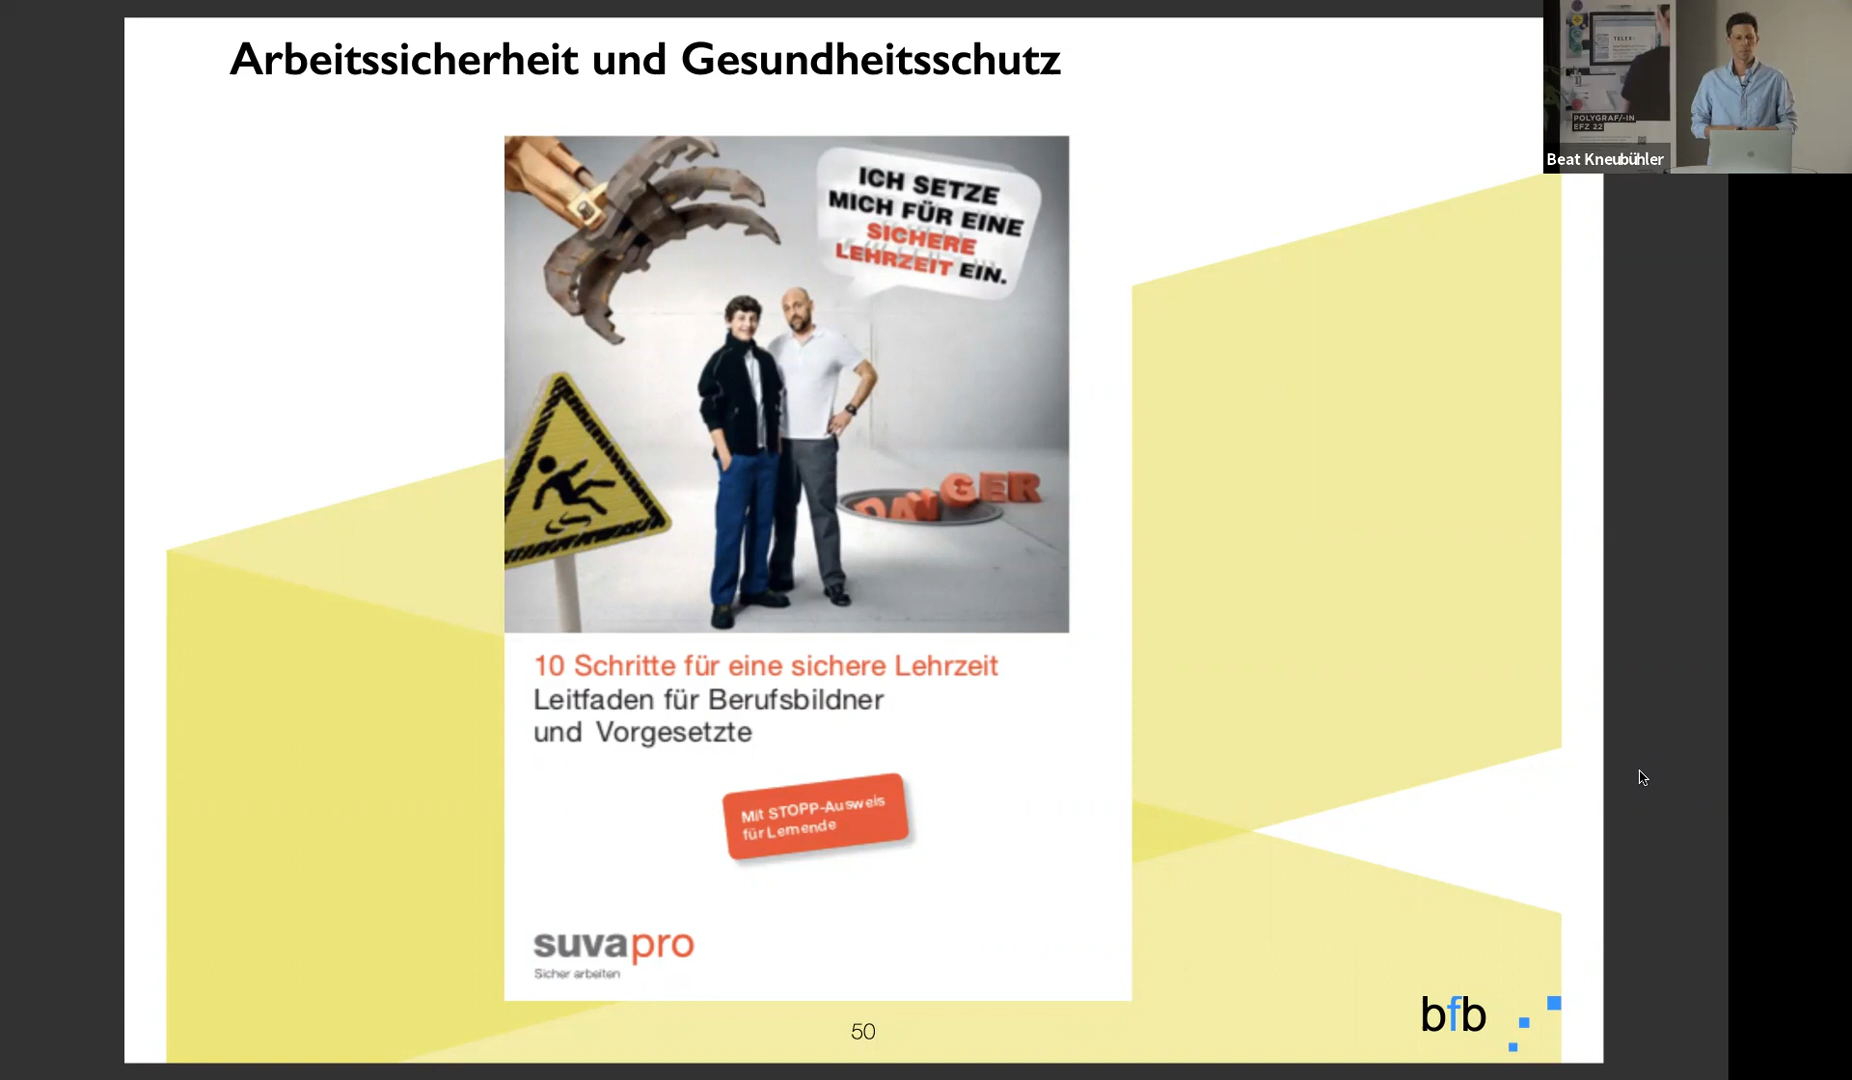 Arbeitssicherheit und Gesundheitsschutz
TELEX:
POLYGRAF/-IN
EFZ 22
Beat Kneubühler
ICH SETZE
MICH FÜR EINE
SICHERE
LEHRZEIT EIN.
DANGER
10 Schritte für eine sichere Lehrzeit
Leitfaden für Berufsbildner
und Vorgesetzte
Mit STOPP-Ausweis
für Lernende
suvapro
Sicher arbeiten
50
bfb